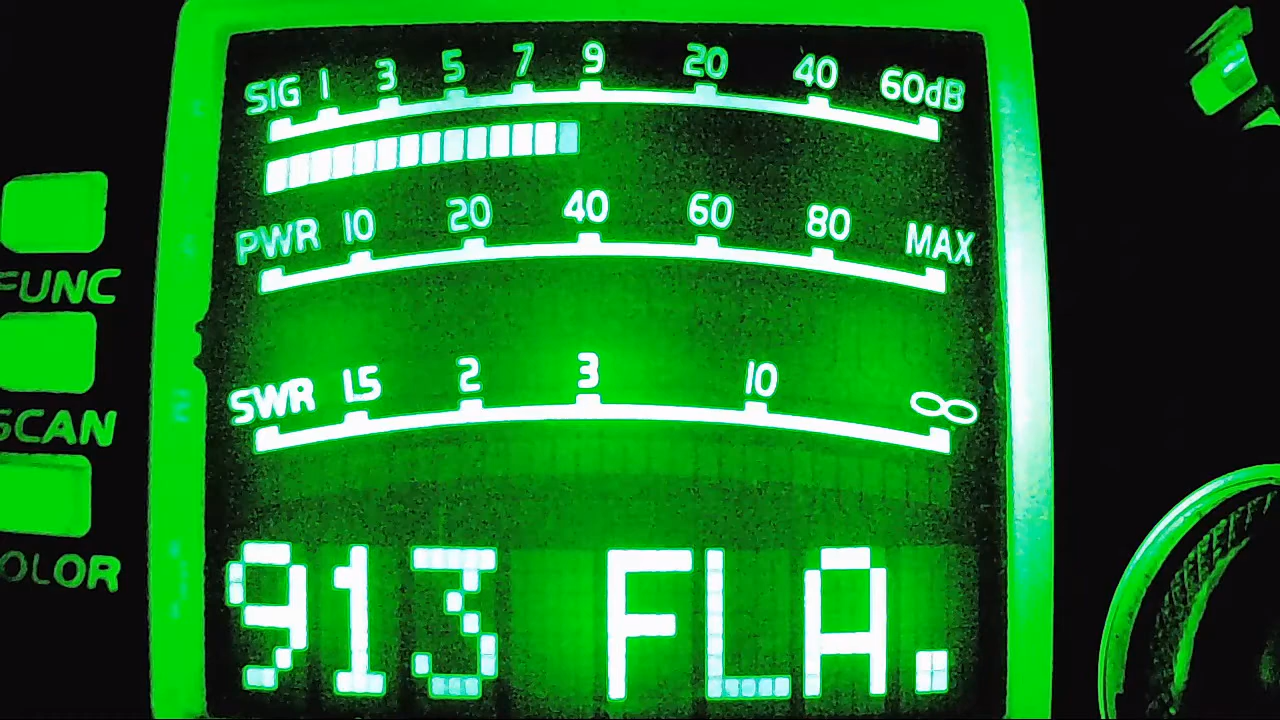 SIG 1 3 5 7 9 20 40 60dB
PWR 10 20 40 60 80 MAX
FUNC
SWR 1.5 2 3 10 ∞
SCAN
COLOR
913 FLA.